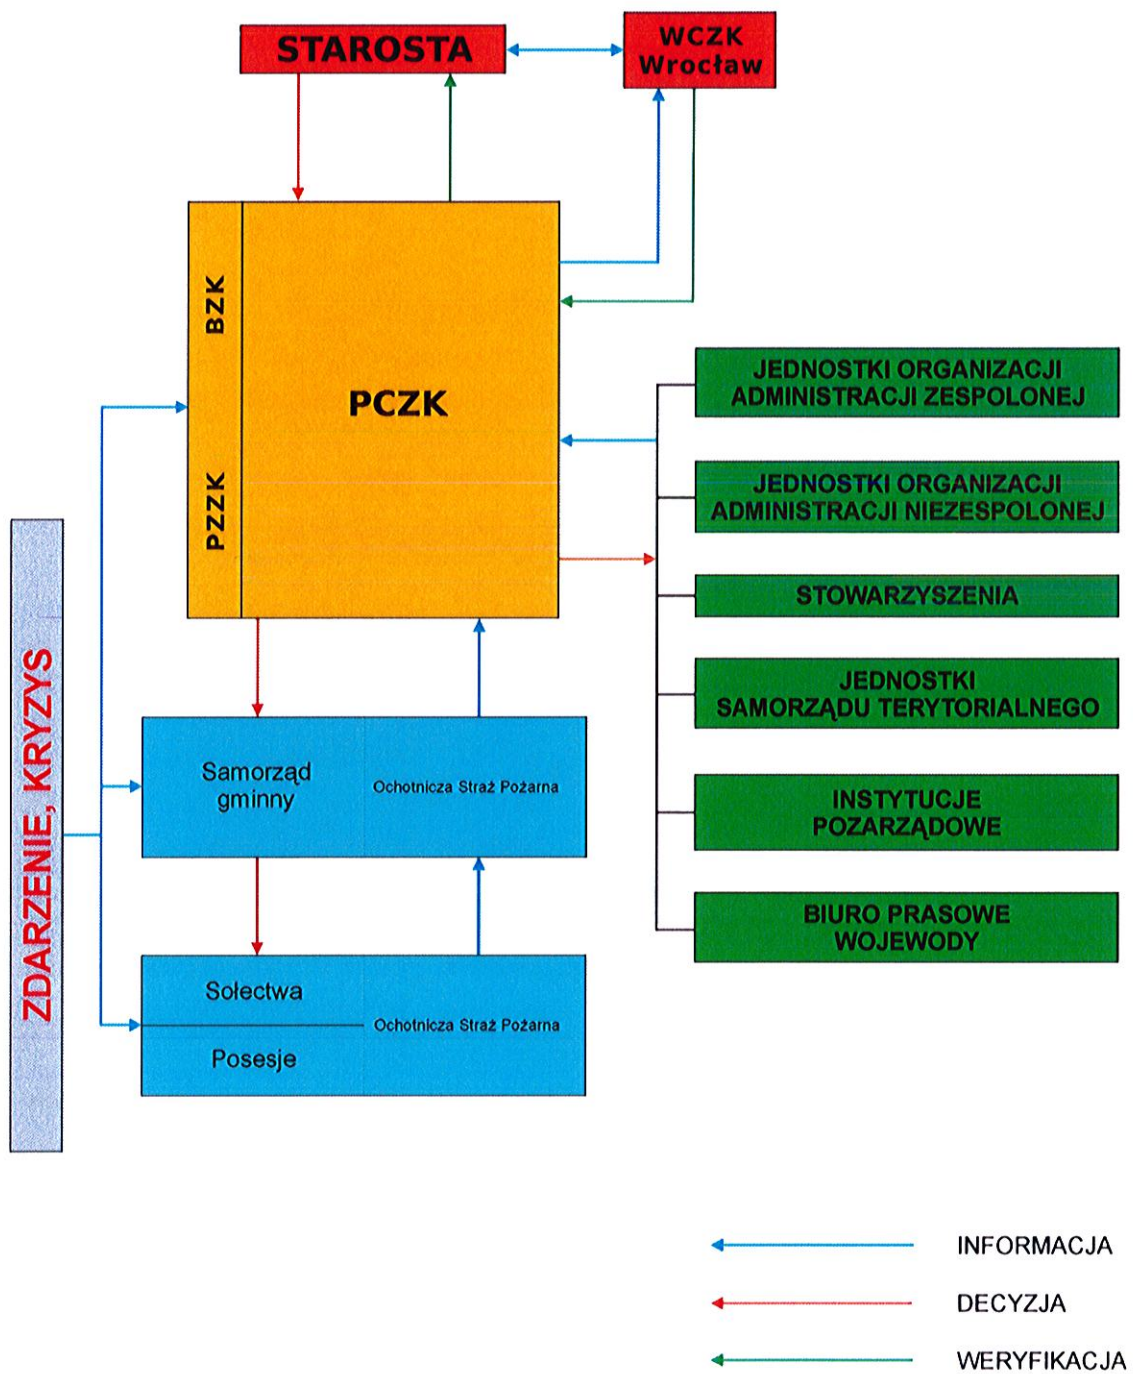 STAROSTA
WCZK
Wrocław
BZK
PZZK
PCZK
JEDNOSTKI ORGANIZACJI
ADMINISTRACJI ZESPOLONEJ
JEDNOSTKI ORGANIZACJI
ADMINISTRACJI NIEZESPOLONEJ
STOWARZYSZENIA
JEDNOSTKI
SAMORZĄDU TERYTORIALNEGO
INSTYTUCJE
POZARZĄDOWE
BIURO PRASOWE
WOJEWODY
ZDARZENIE, KRYZYS
Samorząd
gminny
Ochotnicza Straż Pożarna
Sołectwa
Ochotnicza Straż Pożarna
Posesje
INFORMACJA
DECYZJA
WERYFIKACJA